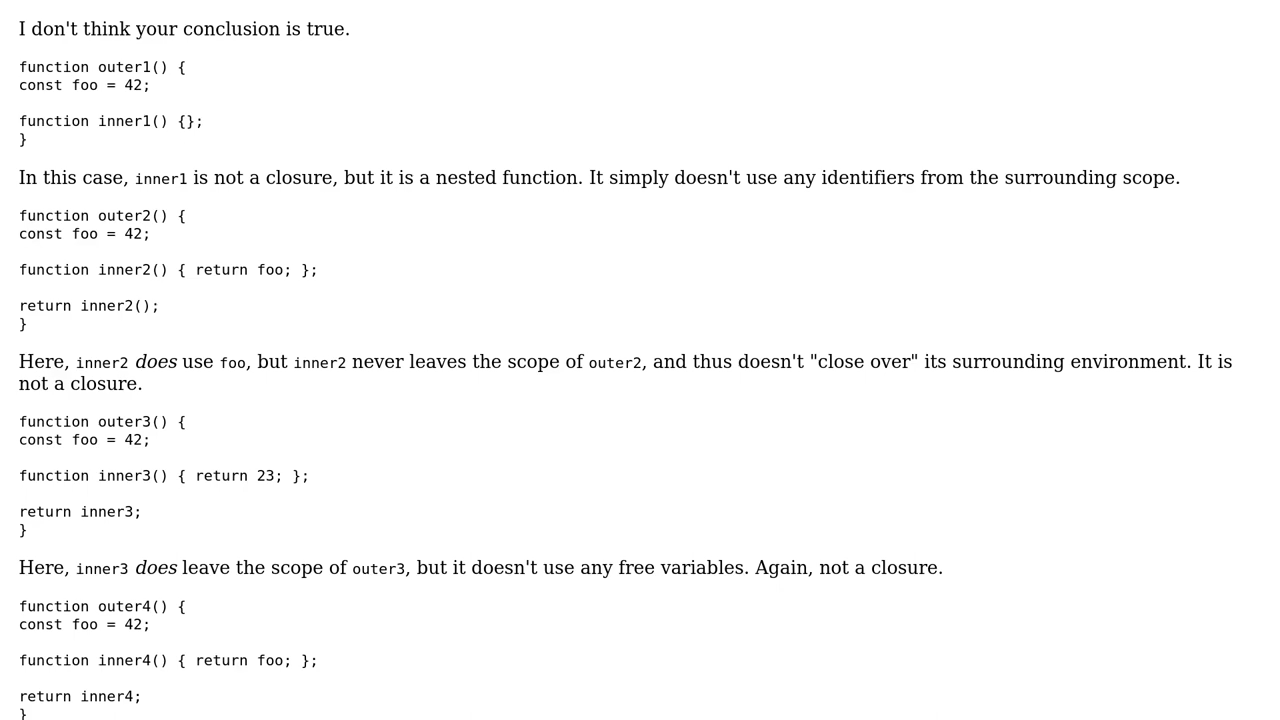 I don't think your conclusion is true.
function outer1() {
const foo = 42;
function inner1() {};
}
In this case, inner1 is not a closure, but it is a nested function. It simply doesn't use any identifiers from the surrounding scope.
function outer2() {
const foo = 42;
function inner2() { return foo; };
return inner2();
}
Here, inner2 does use foo, but inner2 never leaves the scope of outer2, and thus doesn't "close over" its surrounding environment. It is
not a closure.
function outer3() {
const foo = 42;
function inner3() { return 23; };
return inner3;
}
Here, inner3 does leave the scope of outer3, but it doesn't use any free variables. Again, not a closure.
function outer4() {
const foo = 42;
function inner4() { return foo; };
return inner4;
}